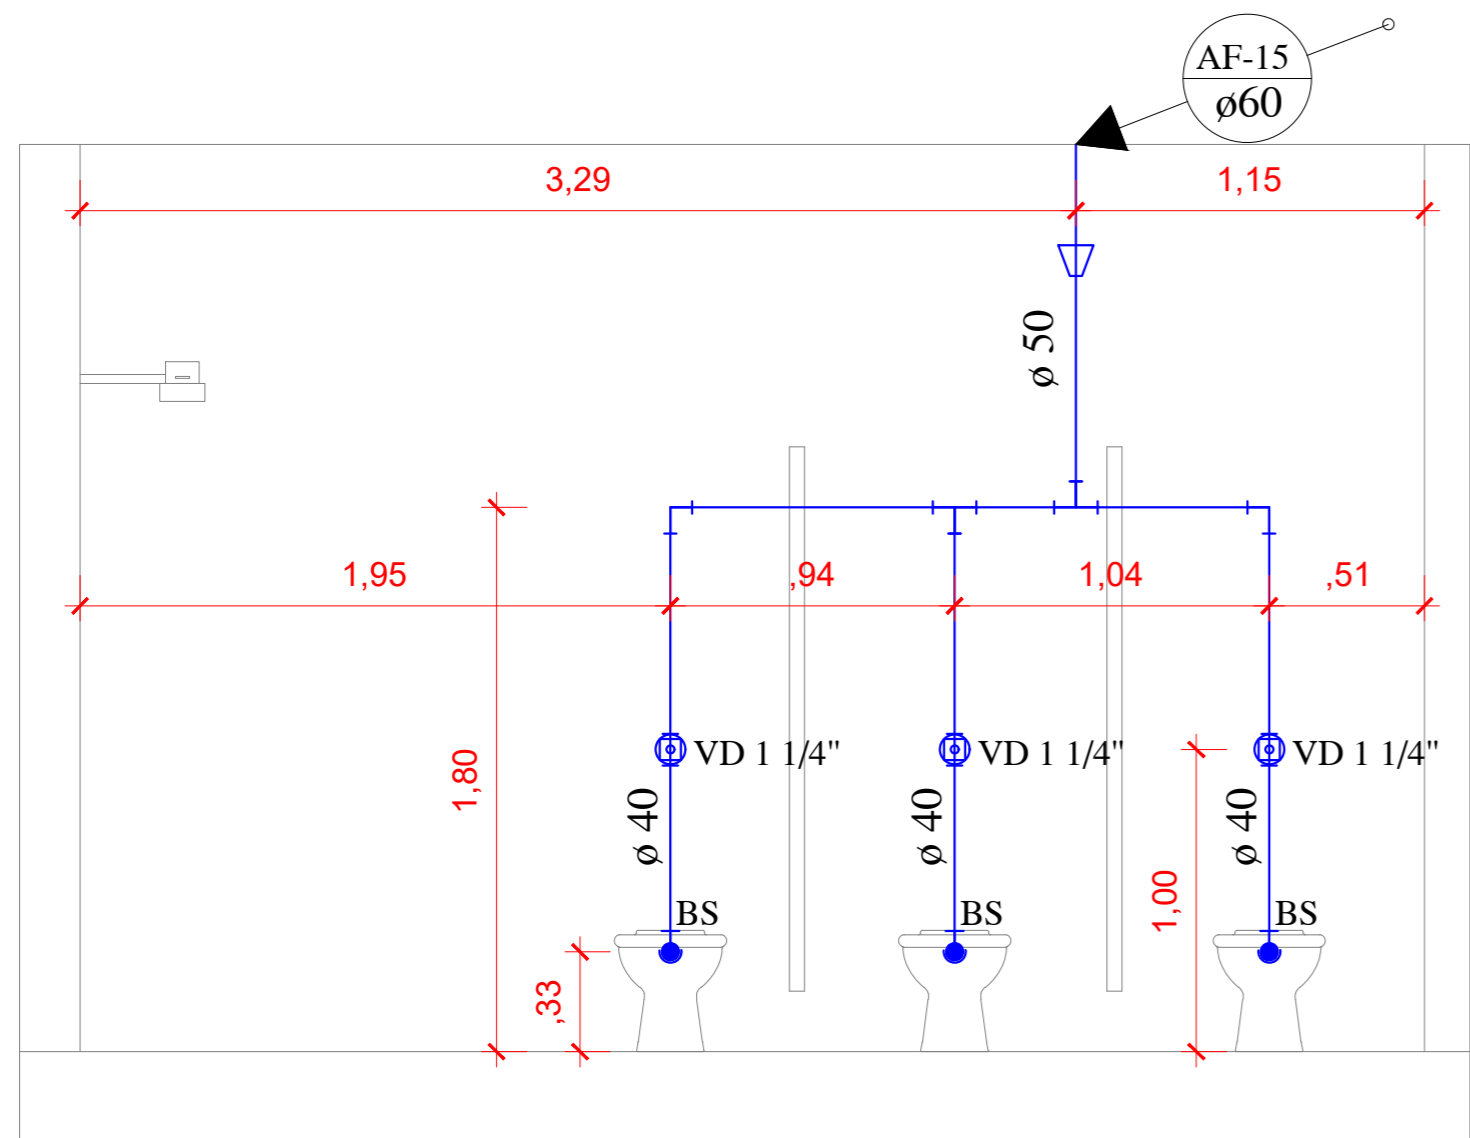 AF-15
ø60
3,29
1,15
ø 50
1,95
,94
1,04
,51
1,80
VD 1 1/4"
VD 1 1/4"
VD 1 1/4"
ø 40
ø 40
ø 40
1,00
BS
BS
BS
,33